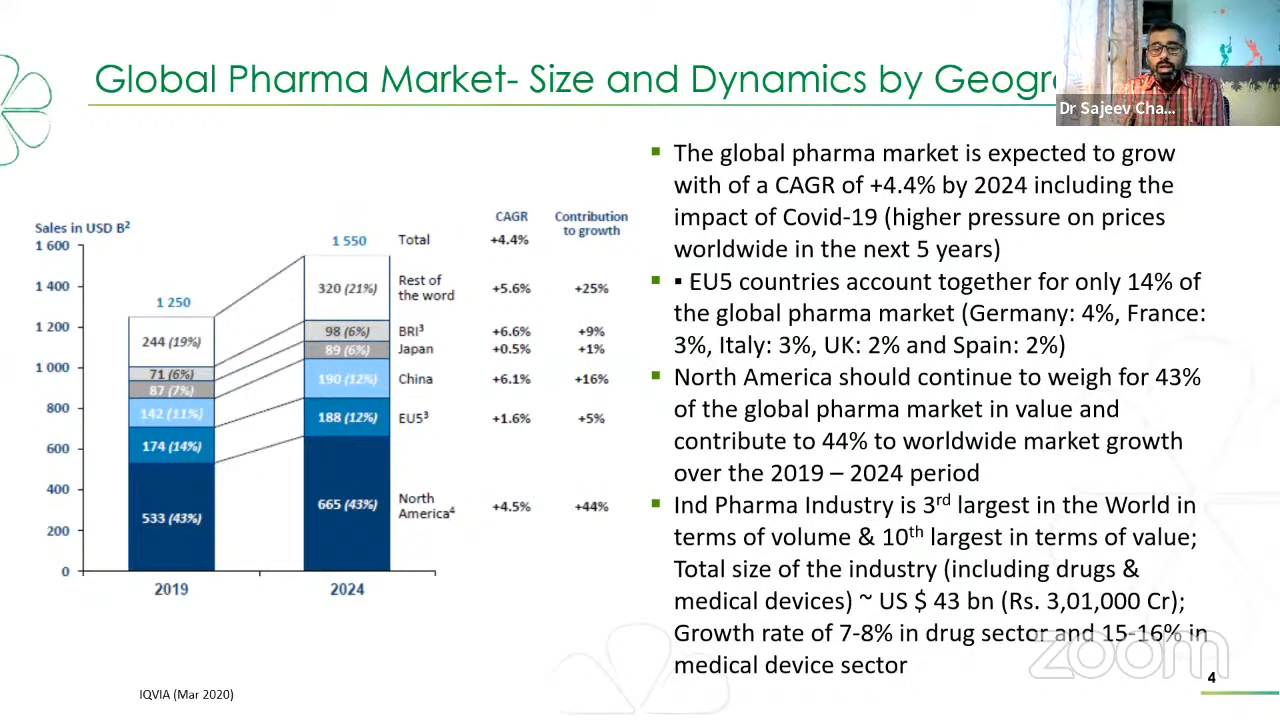 Global Pharma Market- Size and Dynamics by Geogr
Dr Sajeev Cha...
Sales in USD B²
1 600
1 400
1 200
1 000
800
600
400
200
0
1 250
244 (19%)
71 (6%)
87 (7%)
142 (11%)
174 (14%)
533 (43%)
2019
1 550
320 (21%)
98 (6%)
89 (6%)
190 (12%)
188 (12%)
665 (43%)
2024
CAGR
Contribution
to growth
Total
+4.4%
Rest of
the word
+5.6%
+25%
BRI³
+6.6%
+9%
Japan
+0.5%
+1%
China
+6.1%
+16%
EU5³
+1.6%
+5%
North
America⁴
+4.5%
+44%
▪ The global pharma market is expected to grow
with of a CAGR of +4.4% by 2024 including the
impact of Covid-19 (higher pressure on prices
worldwide in the next 5 years)
▪ ▪ EU5 countries account together for only 14% of
the global pharma market (Germany: 4%, France:
3%, Italy: 3%, UK: 2% and Spain: 2%)
▪ North America should continue to weigh for 43%
of the global pharma market in value and
contribute to 44% to worldwide market growth
over the 2019 – 2024 period
▪ Ind Pharma Industry is 3rd largest in the World in
terms of volume & 10th largest in terms of value;
Total size of the industry (including drugs &
medical devices) ~ US $ 43 bn (Rs. 3,01,000 Cr);
Growth rate of 7-8% in drug sector and 15-16% in
medical device sector
zoom
4
IQVIA (Mar 2020)